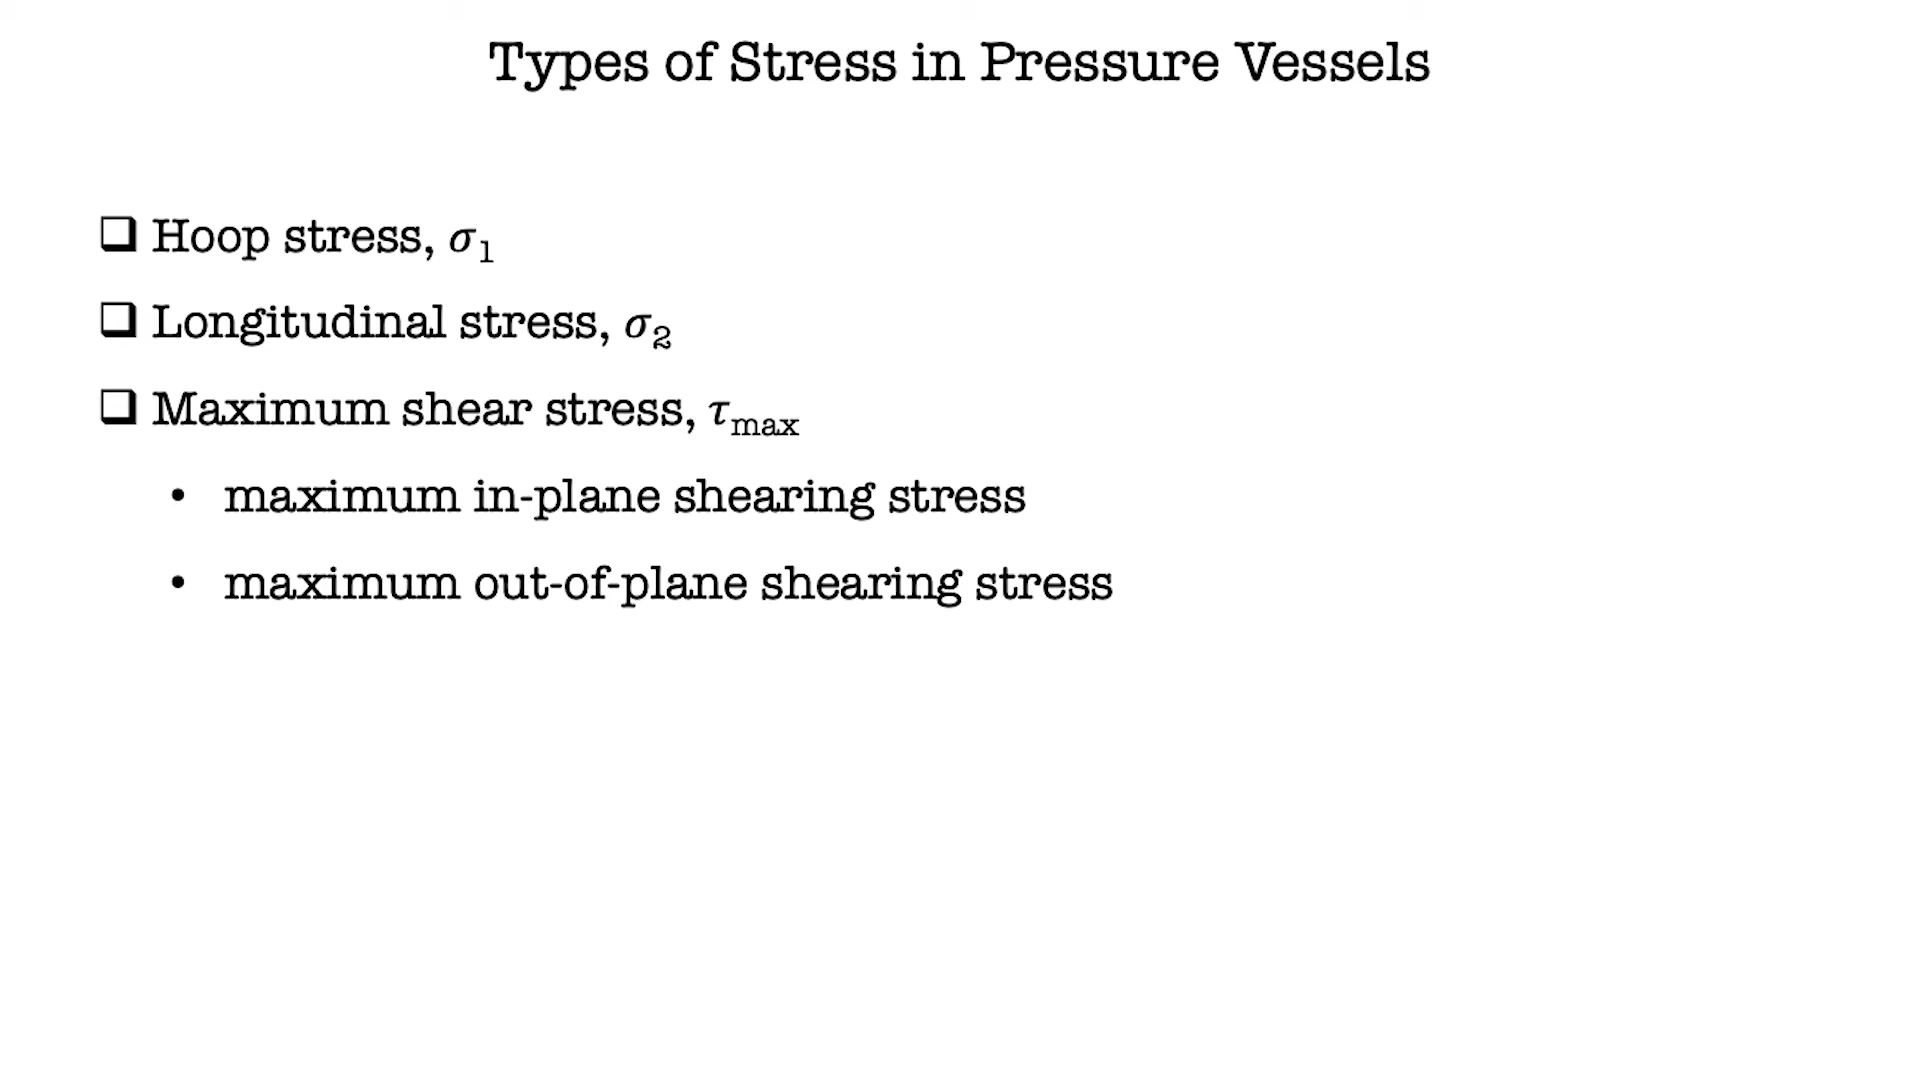 Types of Stress in Pressure Vessels
❑ Hoop stress, σ₁
❑ Longitudinal stress, σ₂
❑ Maximum shear stress, τ_max
• maximum in-plane shearing stress
• maximum out-of-plane shearing stress